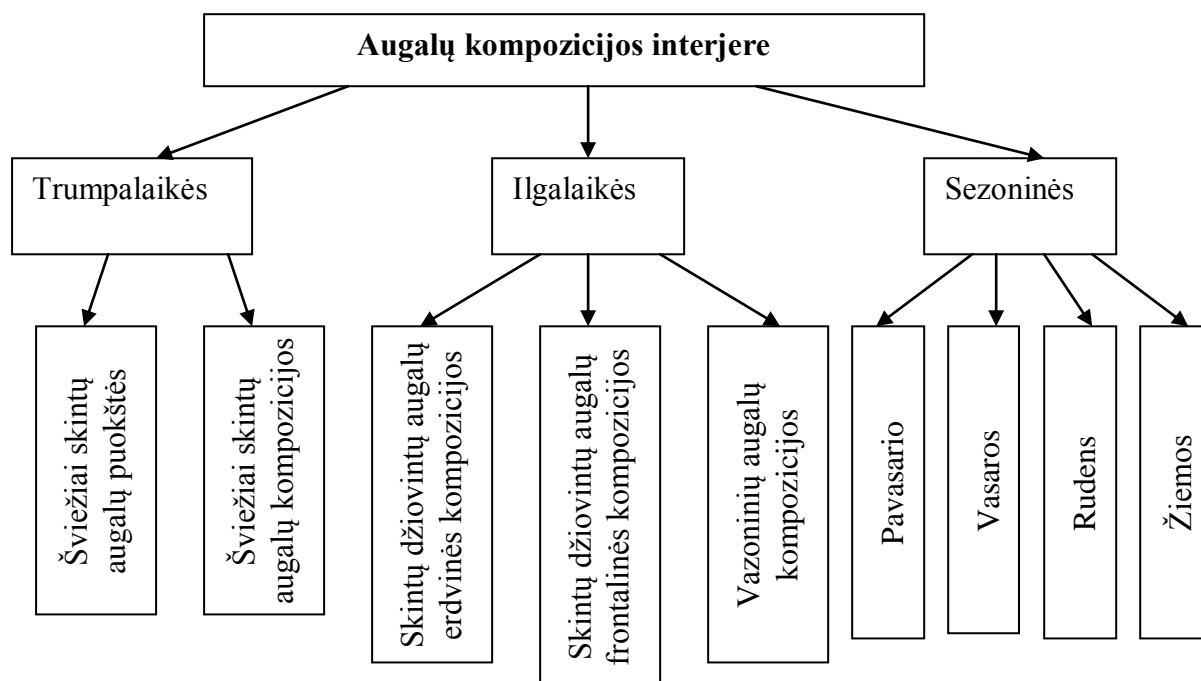 Augalų kompozicijos interjere
Trumpalaikės
Ilgalaikės
Sezoninės
Šviežiai skintų
augalų puokštės
Šviežiai skintų
augalų kompozicijos
Skintų džiovintų augalų
erdvinės kompozicijos
Skintų džiovintų augalų
frontalinės kompozicijos
Vazoninių augalų
kompozicijos
Pavasario
Vasaros
Rudens
Žiemos